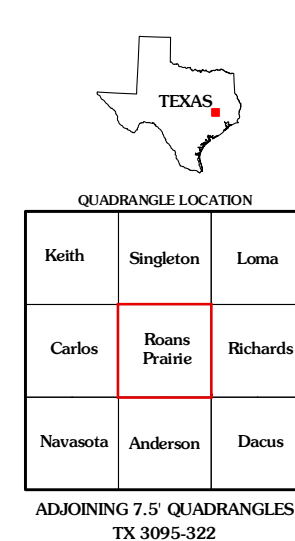 TEXAS
QUADRANGLE LOCATION
Keith Singleton Loma
Carlos Roans Prairie Richards
Navasota Anderson Dacus
ADJOINING 7.5' QUADRANGLES
TX 3095-322